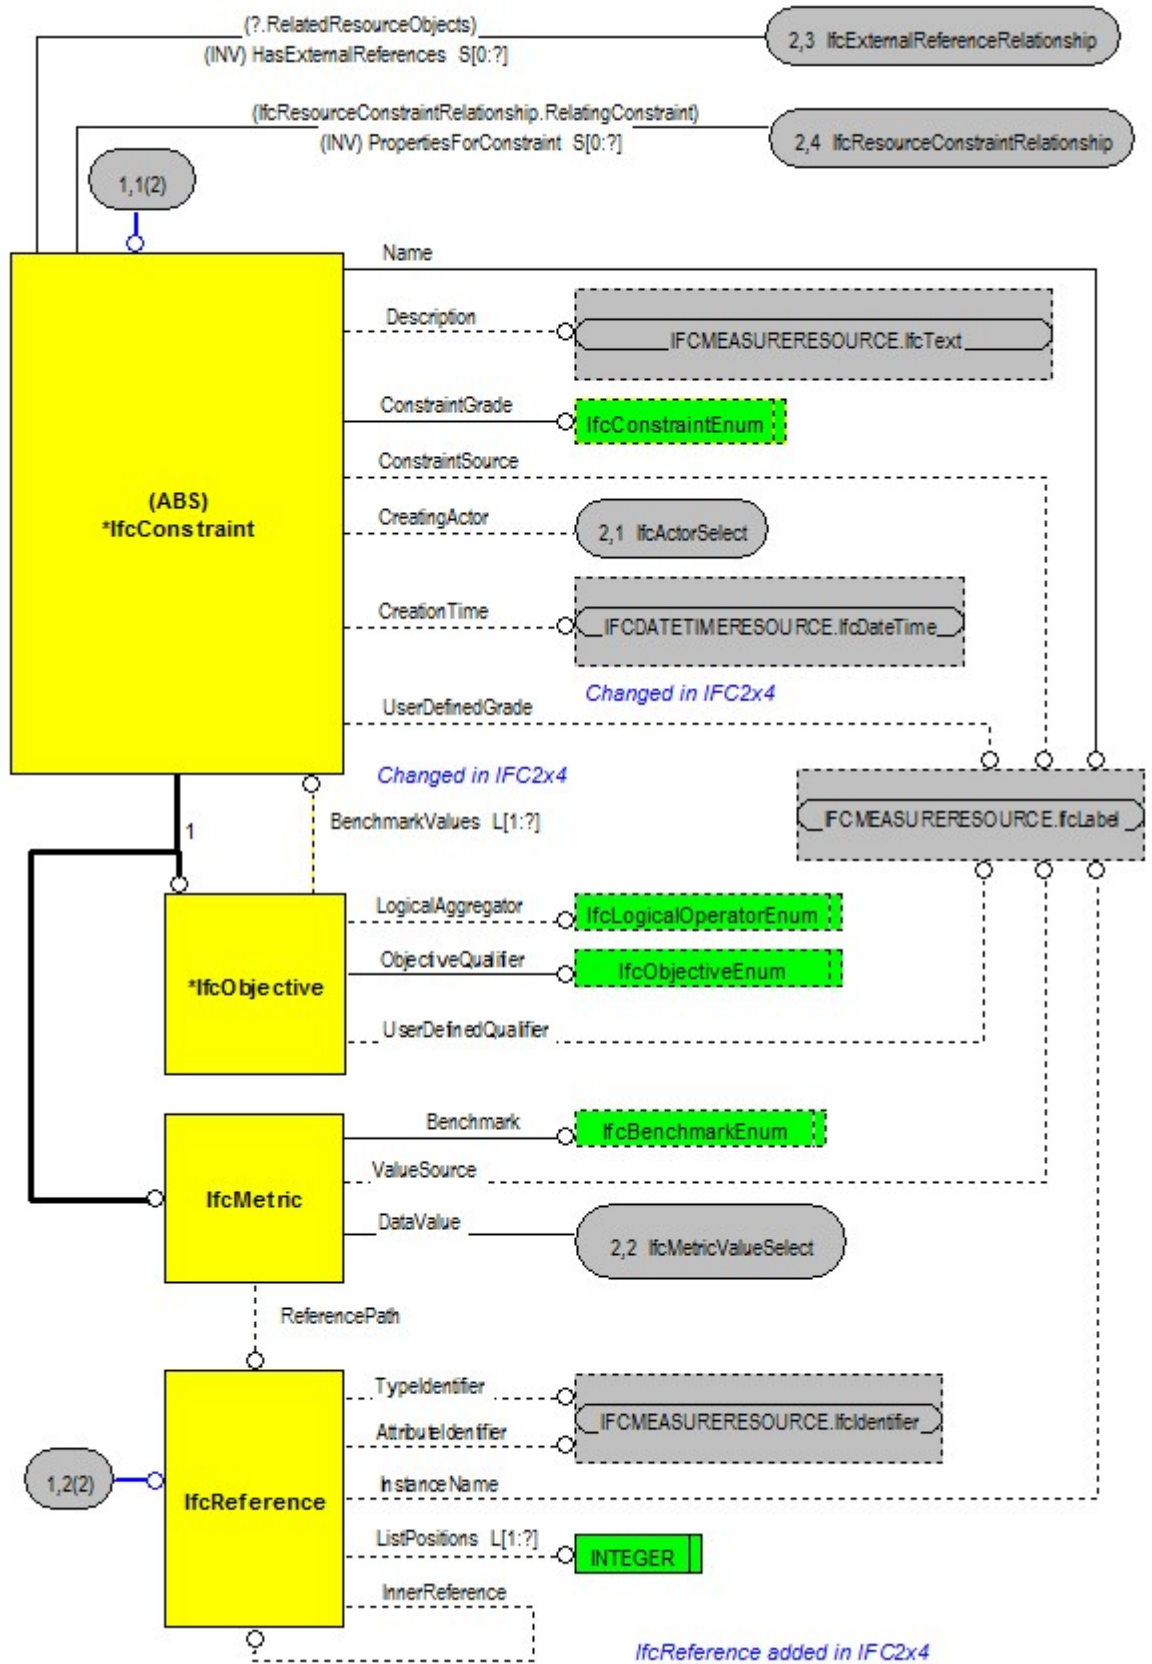 (?.RelatedResourceObjects)
(INV) HasExternalReferences S[0:?]
2,3 IfcExternalReferenceRelationship
(IfcResourceConstraintRelationship.RelatingConstraint)
(INV) PropertiesForConstraint S[0:?]
2,4 IfcResourceConstraintRelationship
1,1(2)
Name
Description
IFCMEASURERESOURCE.IfcText
ConstraintGrade
IfcConstraintEnum
ConstraintSource
(ABS)
*IfcConstraint
CreatingActor
2,1 IfcActorSelect
CreationTime
IFCDATETIMERESOURCE.IfcDateTime
Changed in IFC2x4
UserDefinedGrade
Changed in IFC2x4
BenchmarkValues L[1:?]
1
IFCMEASURERESOURCE.IfcLabel
LogicalAggregator
IfcLogicalOperatorEnum
ObjectiveQualifier
IfcObjectiveEnum
*IfcObjective
UserDefinedQualifier
Benchmark
IfcBenchmarkEnum
ValueSource
IfcMetric
DataValue
2,2 IfcMetricValueSelect
ReferencePath
TypeIdentifier
IFCMEASURERESOURCE.IfcIdentifier
AttributeIdentifier
1,2(2)
InstanceName
IfcReference
ListPositions L[1:?]
INTEGER
InnerReference
IfcReference added in IFC2x4